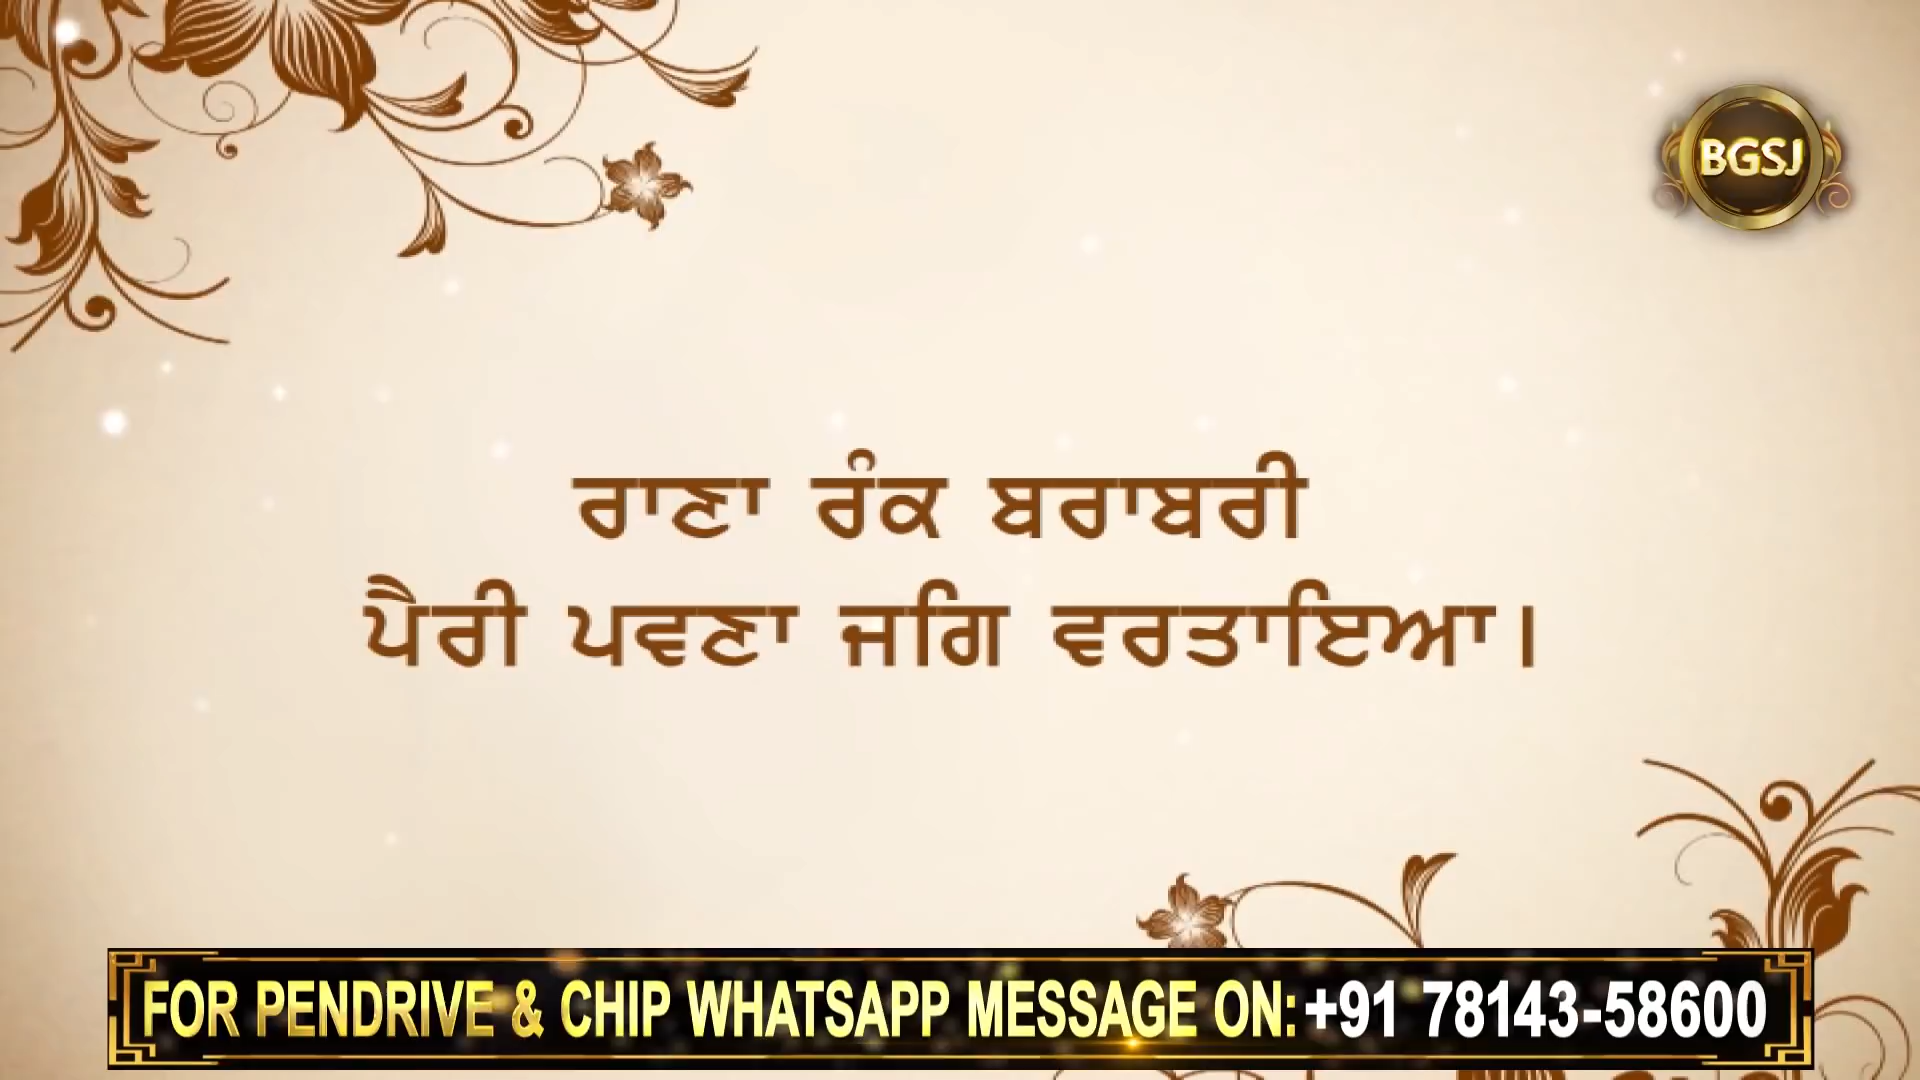 BGSJ
ਰਾਣਾ ਰੰਕ ਬਰਾਬਰੀ
ਪੈਰੀ ਪਵਣਾ ਜਗਿ ਵਰਤਾਇਆ।
FOR PENDRIVE & CHIP WHATSAPP MESSAGE ON: +91 78143-58600